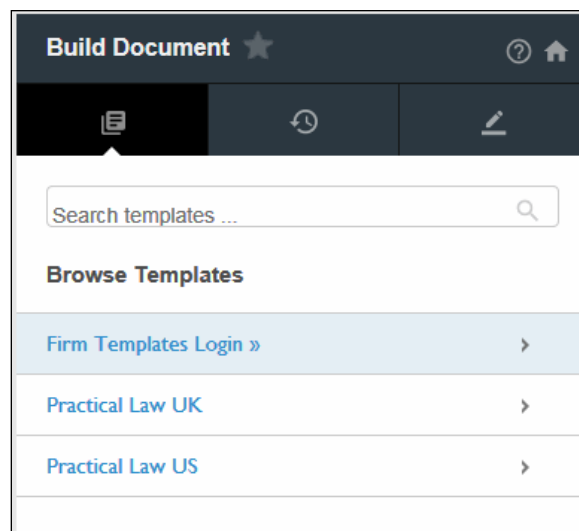 Build Document
Search templates ...
Browse Templates
Firm Templates Login »
Practical Law UK
Practical Law US